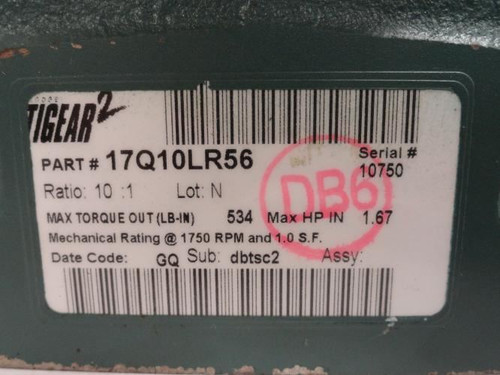 DODGE
TIGEAR2
PART # 17Q10LR56
Serial #
10750
Ratio: 10 :1 Lot: N
DB6
MAX TORQUE OUT (LB-IN) 534 Max HP IN 1.67
Mechanical Rating @ 1750 RPM and 1.0 S.F.
Date Code: GQ Sub: dbtsc2 Assy: